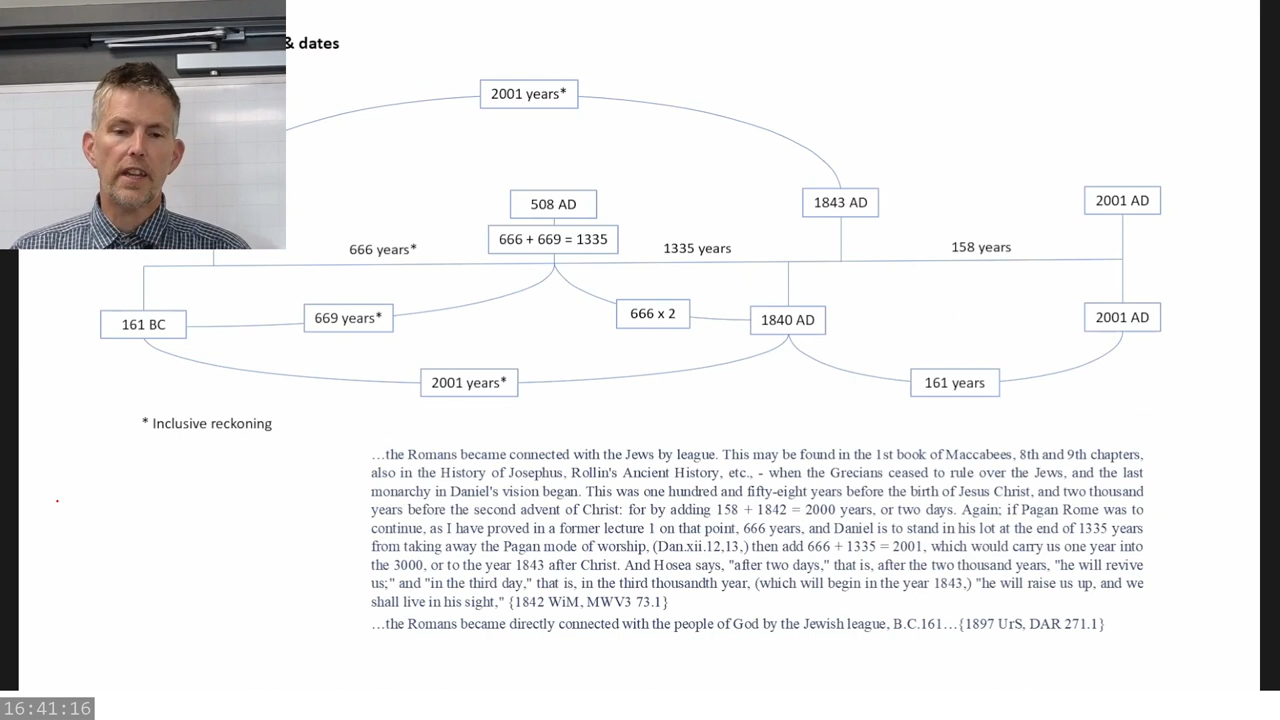 & dates
2001 years*
508 AD
1843 AD
2001 AD
666 + 669 = 1335
666 years*
1335 years
158 years
161 BC
669 years*
666 x 2
1840 AD
2001 AD
2001 years*
161 years
* Inclusive reckoning
…the Romans became connected with the Jews by league. This may be found in the 1st book of Maccabees, 8th and 9th chapters,
also in the History of Josephus, Rollin's Ancient History, etc., - when the Grecians ceased to rule over the Jews, and the last
monarchy in Daniel's vision began. This was one hundred and fifty-eight years before the birth of Jesus Christ, and two thousand
years before the second advent of Christ: for by adding 158 + 1842 = 2000 years, or two days. Again; if Pagan Rome was to
continue, as I have proved in a former lecture 1 on that point, 666 years, and Daniel is to stand in his lot at the end of 1335 years
from taking away the Pagan mode of worship, (Dan.xii.12,13,) then add 666 + 1335 = 2001, which would carry us one year into
the 3000, or to the year 1843 after Christ. And Hosea says, "after two days," that is, after the two thousand years, "he will revive
us;" and "in the third day," that is, in the third thousandth year, (which will begin in the year 1843,) "he will raise us up, and we
shall live in his sight," {1842 WiM, MWV3 73.1}
…the Romans became directly connected with the people of God by the Jewish league, B.C.161…{1897 UrS, DAR 271.1}
16:41:16